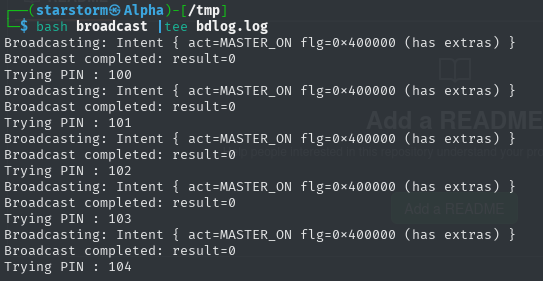 ┌──(starstorm㉿Alpha)-[/tmp]
└─$ bash broadcast |tee bdlog.log
Broadcasting: Intent { act=MASTER_ON flg=0×400000 (has extras) }
Broadcast completed: result=0
Trying PIN : 100
Broadcasting: Intent { act=MASTER_ON flg=0×400000 (has extras) }
Broadcast completed: result=0
Trying PIN : 101
Broadcasting: Intent { act=MASTER_ON flg=0×400000 (has extras) }
Broadcast completed: result=0
Trying PIN : 102
Broadcasting: Intent { act=MASTER_ON flg=0×400000 (has extras) }
Broadcast completed: result=0
Trying PIN : 103
Broadcasting: Intent { act=MASTER_ON flg=0×400000 (has extras) }
Broadcast completed: result=0
Trying PIN : 104
Add a README
Add a README